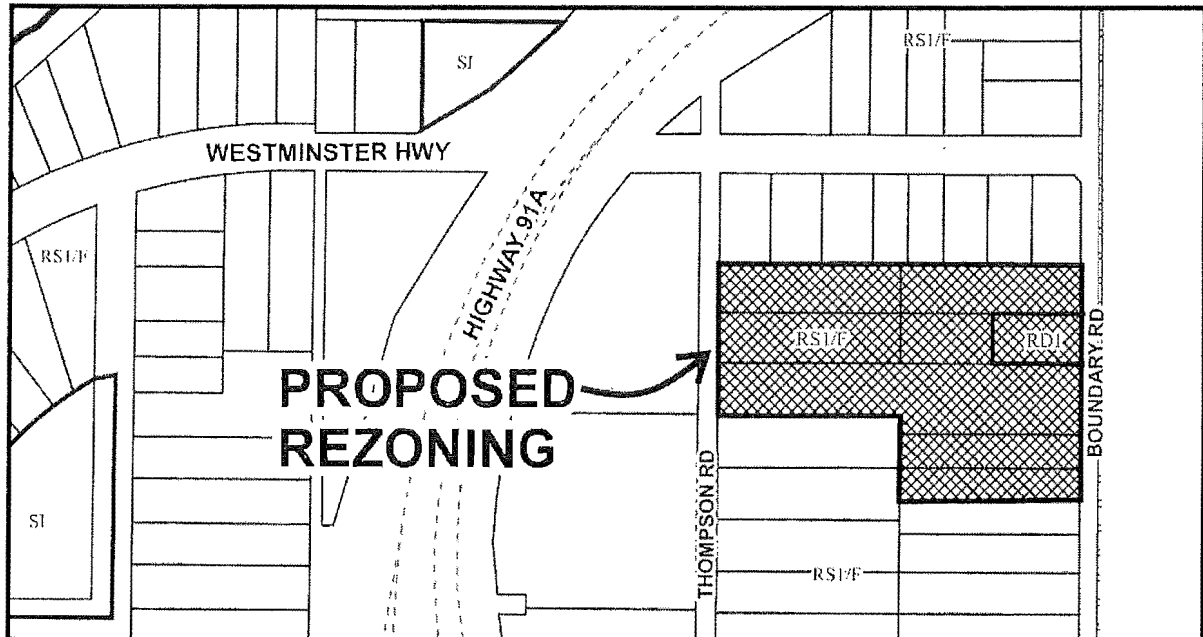 SI
RS1/F
WESTMINSTER HWY
RS1/F
HIGHWAY 91A
PROPOSED
REZONING
RS1/F
RD1
BOUNDARY RD
THOMPSON RD
SI
RS1/F